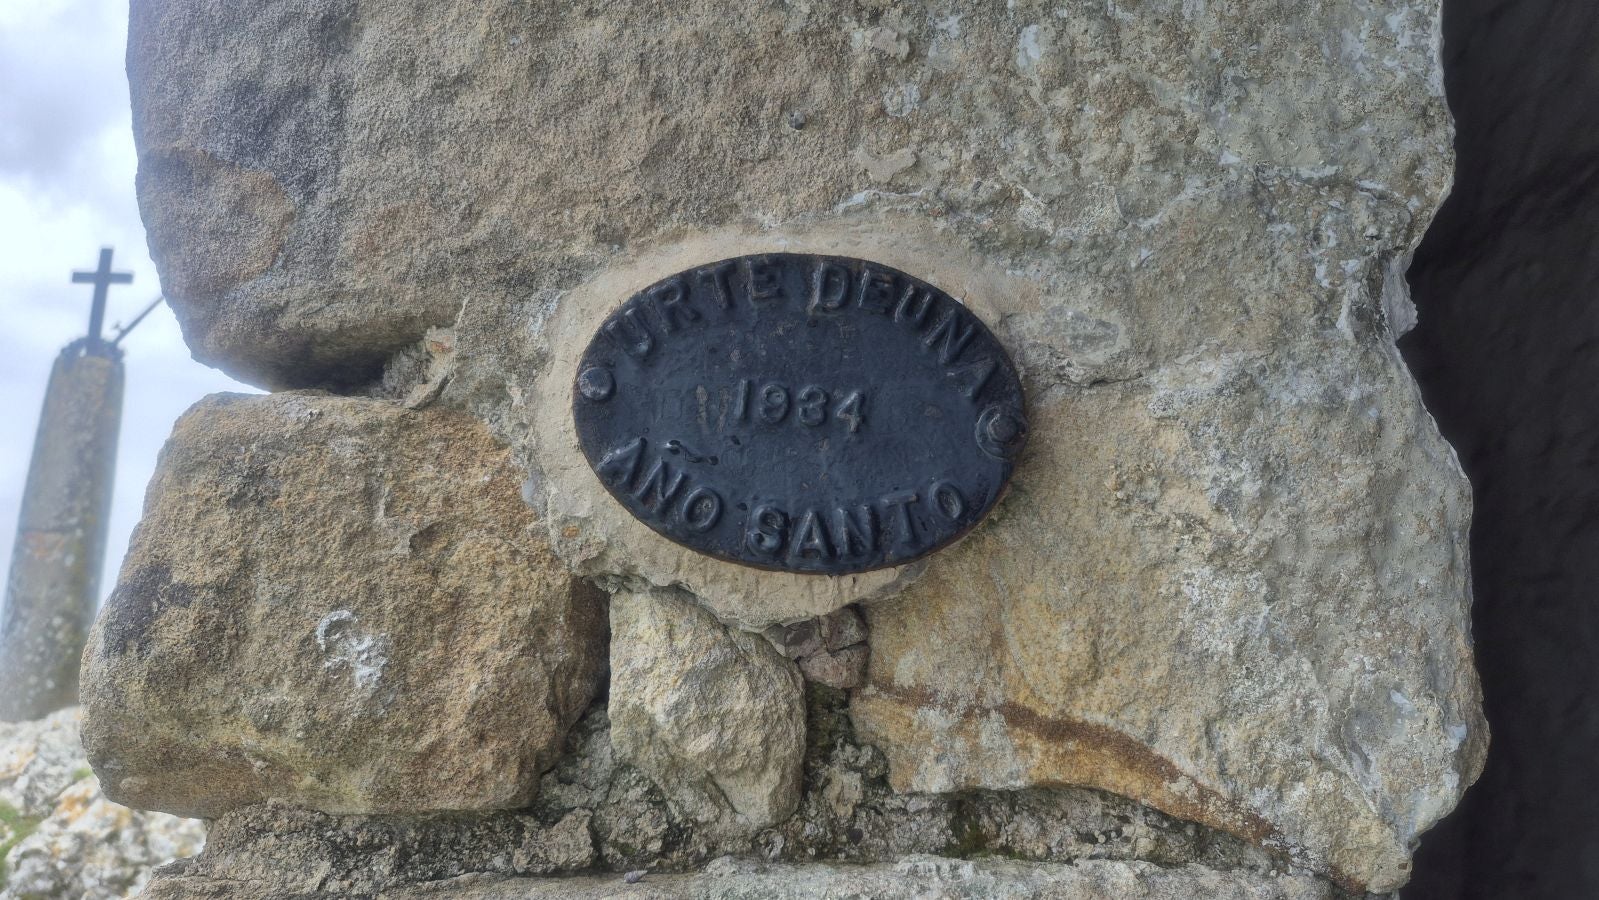 URTE DEUNA
1934
AÑO SANTO